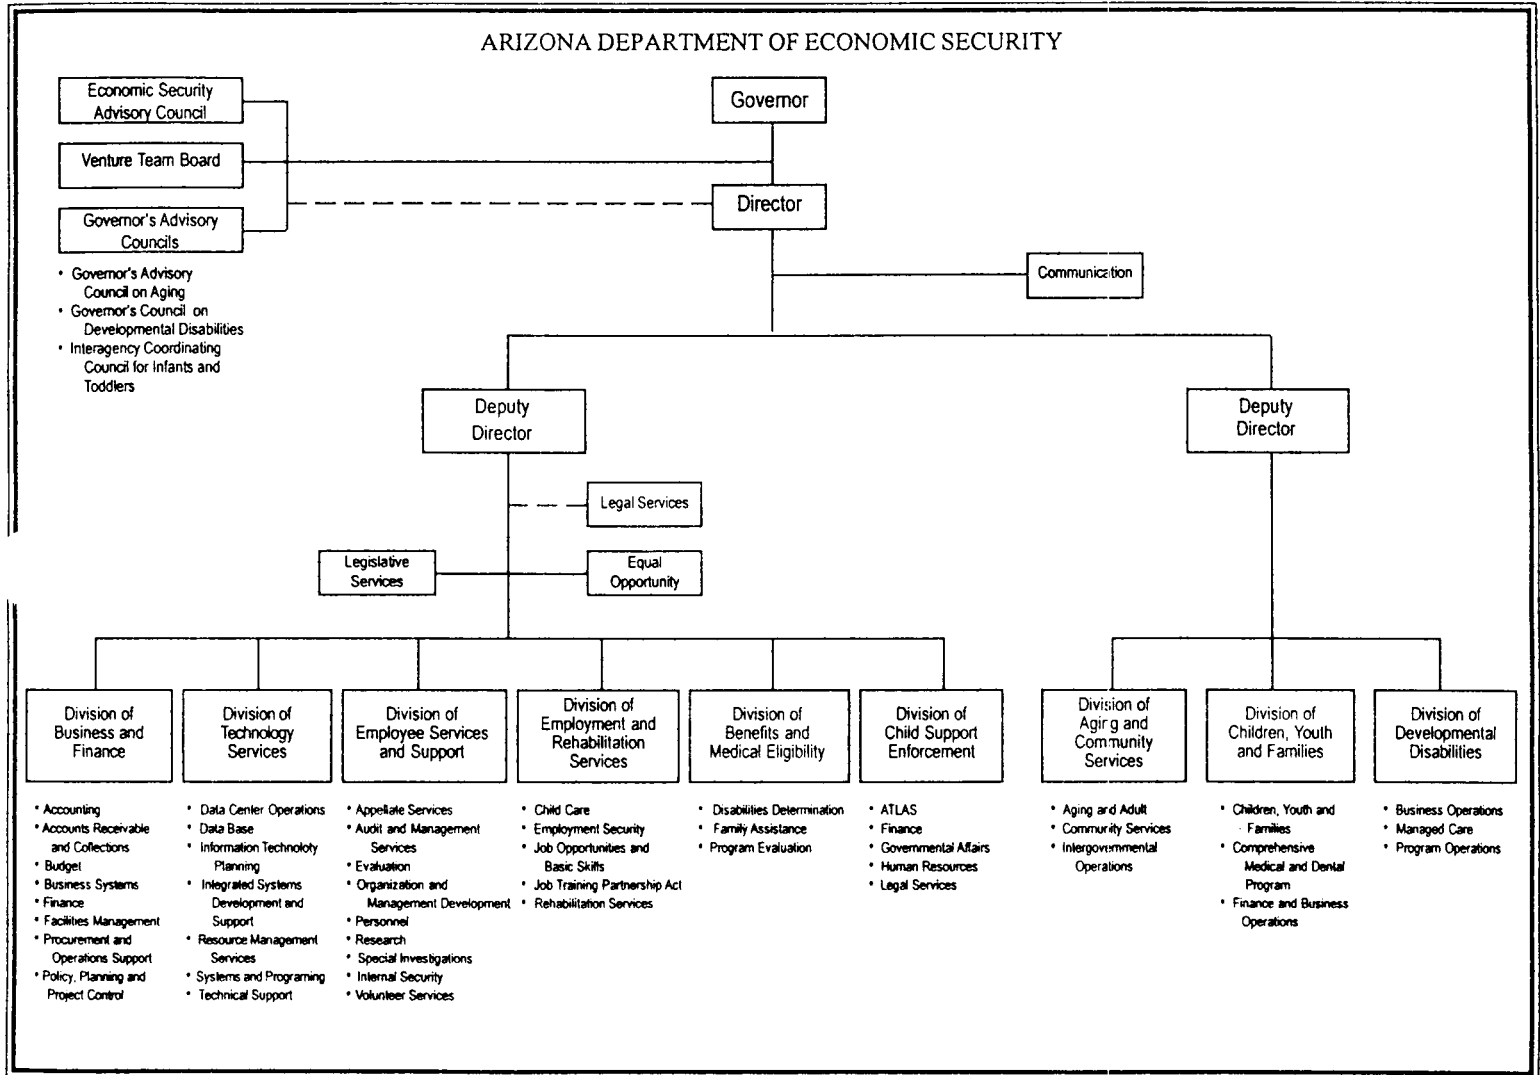 ARIZONA DEPARTMENT OF ECONOMIC SECURITY
Economic Security
Advisory Council
Venture Team Board
Governor's Advisory
Councils
• Governor's Advisory
Council on Aging
• Governor's Council on
Developmental Disabilities
• Interagency Coordinating
Council for Infants and
Toddlers
Governor
Director
Communication
Deputy
Director
Deputy
Director
Legal Services
Legislative
Services
Equal
Opportunity
Division of
Business and
Finance
• Accounting
• Accounts Receivable
and Collections
• Budget
• Business Systems
• Finance
• Facilities Management
• Procurement and
Operations Support
• Policy, Planning and
Project Control
Division of
Technology
Services
• Data Center Operations
• Data Base
• Information Technoloty
Planning
• Integrated Systems
Development and
Support
• Resource Management
Services
• Systems and Programing
• Technical Support
Division of
Employee Services
and Support
• Appellate Services
• Audit and Management
Services
• Evaluation
• Organization and
Management Development
• Personnel
• Research
• Special Investigations
• Internal Security
• Volunteer Services
Division of
Employment and
Rehabilitation
Services
• Child Care
• Employment Security
• Job Opportunities and
Basic Skills
• Job Training Partnership Act
• Rehabilitation Services
Division of
Benefits and
Medical Eligibility
• Disabilities Determination
• Family Assistance
• Program Evaluation
Division of
Child Support
Enforcement
• ATLAS
• Finance
• Governmental Affairs
• Human Resources
• Legal Services
Division of
Aging and
Community
Services
• Aging and Adult
• Community Services
• Intergovernmental
Operations
Division of
Children, Youth
and Families
• Children, Youth and
Families
• Comprehensive
Medical and Dental
Program
• Finance and Business
Operations
Division of
Developmental
Disabilities
• Business Operations
• Managed Care
• Program Operations